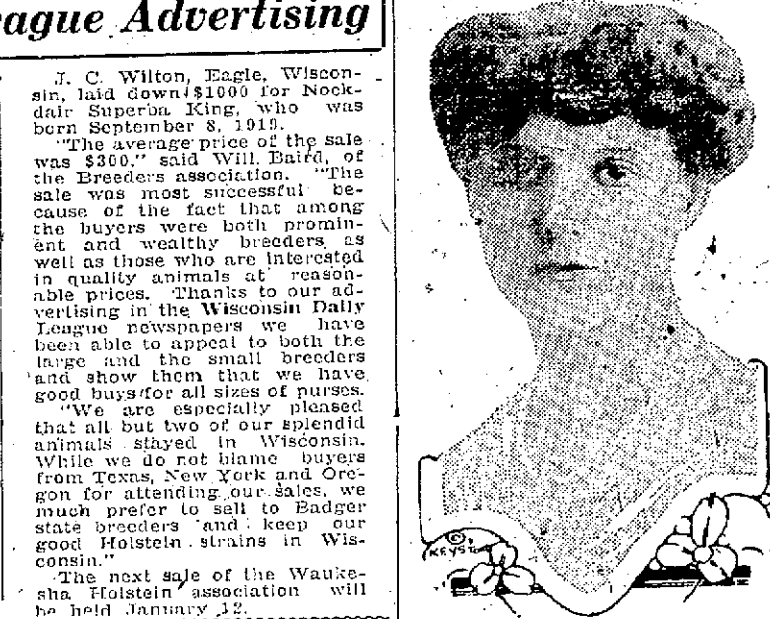 ague Advertising
J. C. Wilton, Eagle, Wiscon-
sin, laid down $1000 for Nock-
dair Superba King, who was
born September 8, 1919.
"The average price of the sale
was $300," said Will Baird, of
the Breeders association. "The
sale was most successful be-
cause of the fact that among
the buyers were both promin-
ent and wealthy breeders as
well as those who are interested
in quality animals at reason-
able prices. Thanks to our ad-
vertising in the Wisconsin Daily
League newspapers we have
been able to appeal to both the
large and the small breeders
and show them that we have
good buys for all sizes of purses.
"We are especially pleased
that all but two of our splendid
animals stayed in Wisconsin.
While we do not blame buyers
from Texas, New York and Ore-
gon for attending our sales, we
much prefer to sell to Badger
state breeders and keep our
good Holstein strains in Wis-
consin."
The next sale of the Wauke-
sha Holstein association will
be held January 12.
©
KEYST